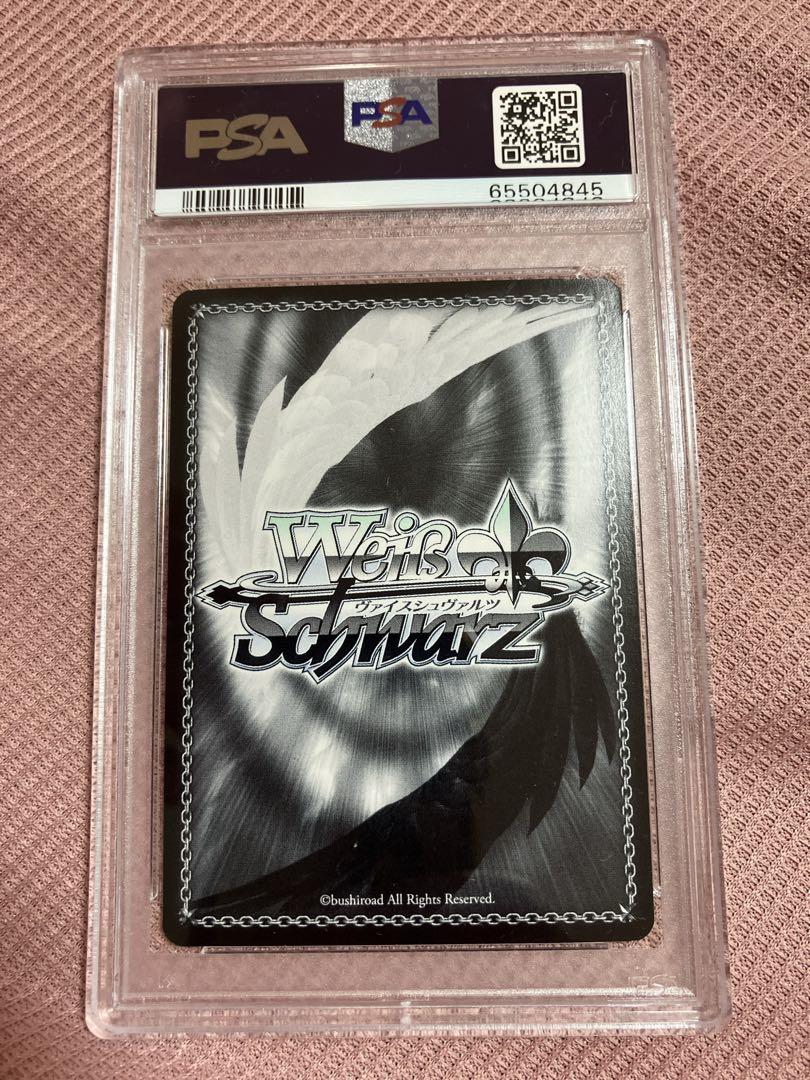 PSA
PSA
65504845
Weiß
ヴァイスシュヴァルツ
Schwarz
©bushiroad All Rights Reserved.